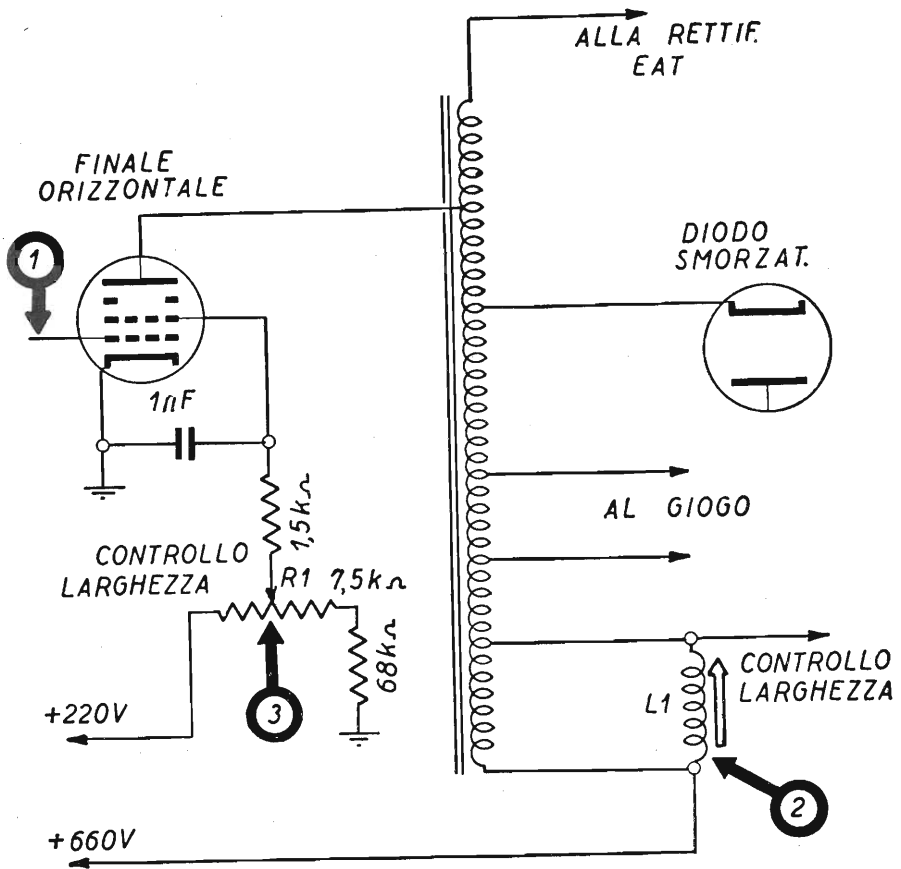 ALLA RETTIF.
EAT
FINALE
ORIZZONTALE
1
DIODO
SMORZAT.
1nF
1,5kΩ
AL GIOGO
CONTROLLO
LARGHEZZA
R1 7,5kΩ
68kΩ
3
+220V
L1
CONTROLLO
LARGHEZZA
2
+660V